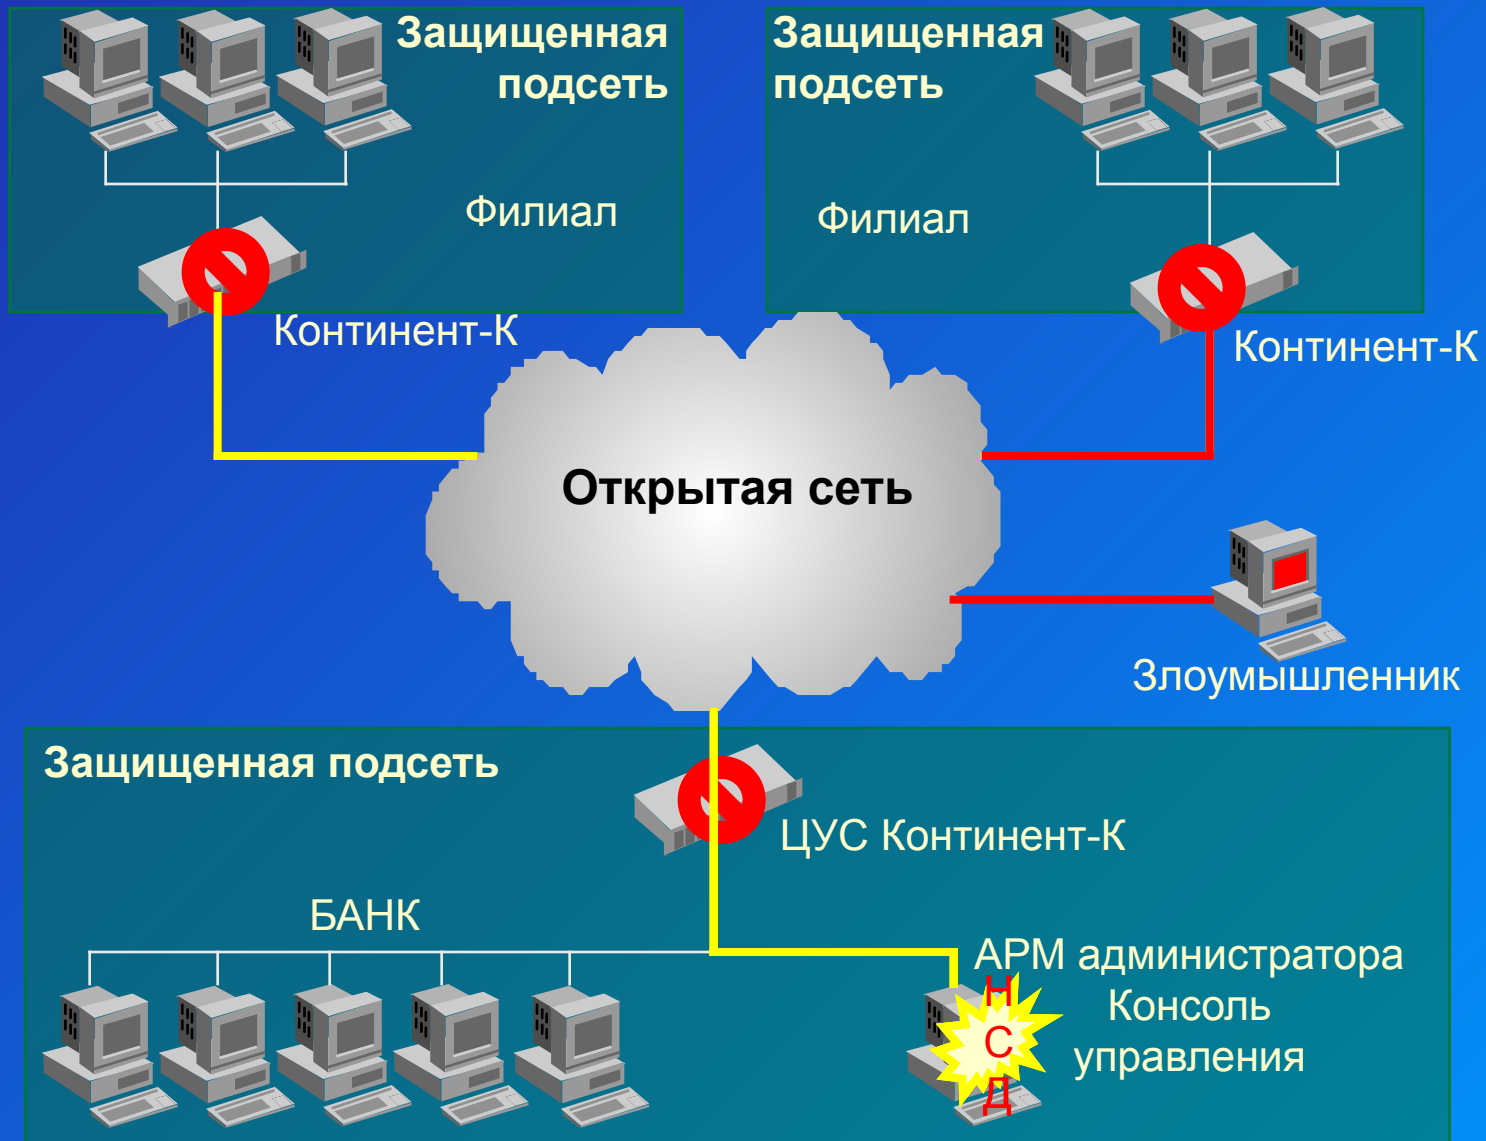 Защищенная
подсеть
Филиал
Континент-К
Защищенная
подсеть
Филиал
Континент-К
Открытая сеть
Злоумышленник
Защищенная подсеть
ЦУС Континент-К
БАНК
АРМ администратора
Консоль
управления
Н
С
Д